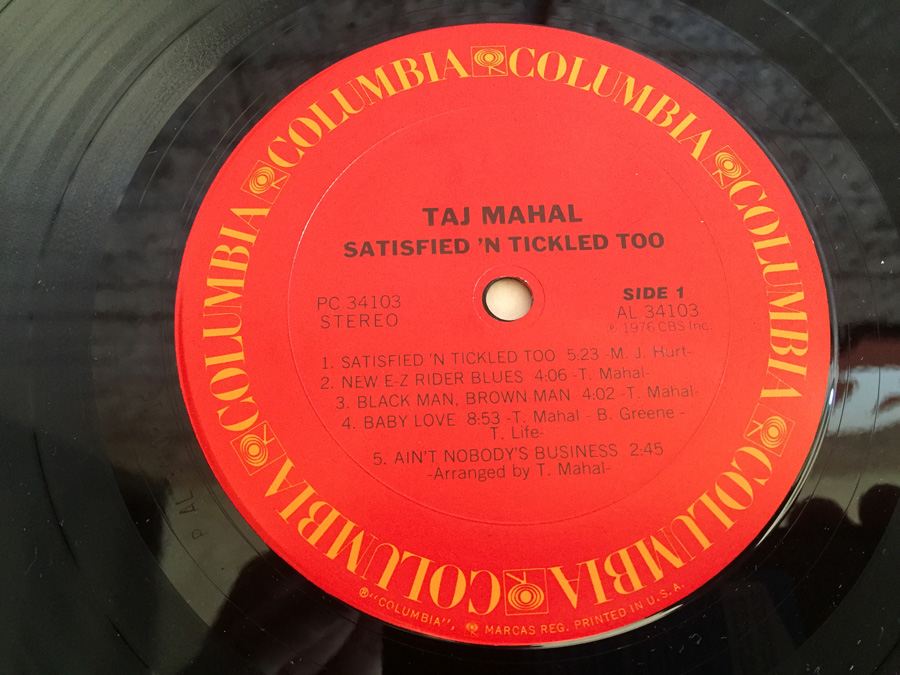 COLUMBIA COLUMBIA COLUMBIA COLUMBIA COLUMBIA COLUMBIA
TAJ MAHAL
SATISFIED 'N TICKLED TOO
PC 34103
STEREO
SIDE 1
AL 34103
℗ 1976 CBS Inc.
1. SATISFIED 'N TICKLED TOO 5:23 -M. J. Hurt-
2. NEW E-Z RIDER BLUES 4:06 -T. Mahal-
3. BLACK MAN, BROWN MAN 4:02 -T. Mahal-
4. BABY LOVE 8:53 -T. Mahal - B. Greene -
T. Life-
5. AIN'T NOBODY'S BUSINESS 2:45
-Arranged by T. Mahal-
®"COLUMBIA", MARCAS REG. PRINTED IN U.S.A.